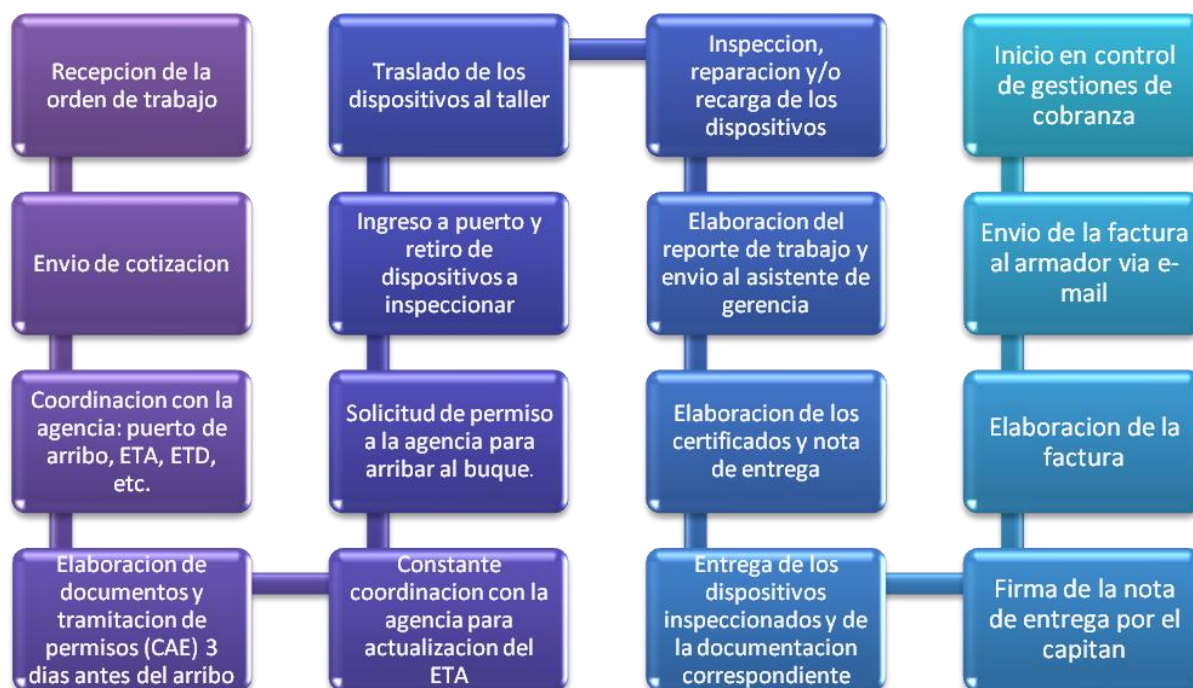 Recepcion de la
orden de trabajo
Envio de cotizacion
Coordinacion con la
agencia: puerto de
arribo, ETA, ETD,
etc.
Elaboracion de
documentos y
tramitacion de
permisos (CAE) 3
dias antes del arribo
Constante
coordinacion con la
agencia para
actualizacion del
ETA
Solicitud de permiso
a la agencia para
arribar al buque.
Ingreso a puerto y
retiro de
dispositivos a
inspeccionar
Traslado de los
dispositivos al taller
Inspeccion,
reparacion y/o
recarga de los
dispositivos
Elaboracion del
reporte de trabajo y
envio al asistente de
gerencia
Elaboracion de los
certificados y nota
de entrega
Entrega de los
dispositivos
inspeccionados y de
la documentacion
correspondiente
Firma de la nota
de entrega por el
capitan
Elaboracion de la
factura
Envio de la factura
al armador via e-
mail
Inicio en control
de gestiones de
cobranza